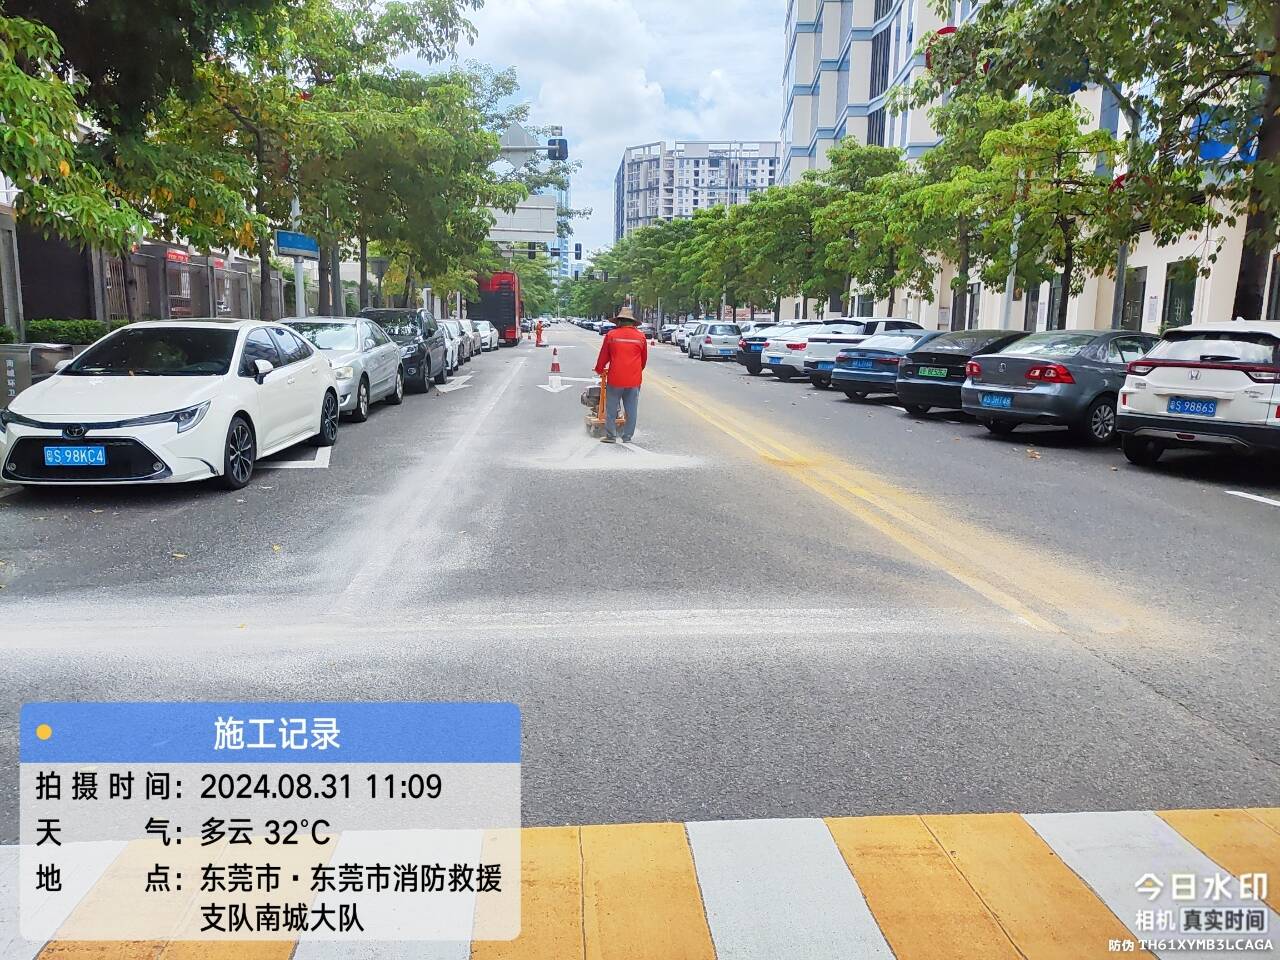 粤S 98KC4
粤S 9886S
施工记录
拍摄时间：2024.08.31 11:09
天气：多云 32°C
地点：东莞市·东莞市消防救援
支队南城大队
今日水印
相机 真实时间
防伪 TH61XYMB3LCAGA